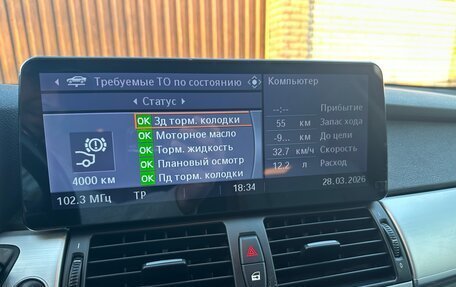 Требуемые ТО по состоянию
Статус
OK Зд торм. колодки
OK Моторное масло
OK Торм. жидкость
OK Плановый осмотр
OK Пд торм. колодки
4000 км
102.3 МГц TP 18:34
Компьютер
--:-- Прибытие
55 км Запас хода
-9... км До цели
32.7 км/ч Скорость
12.2 л Расход
28.03.2026